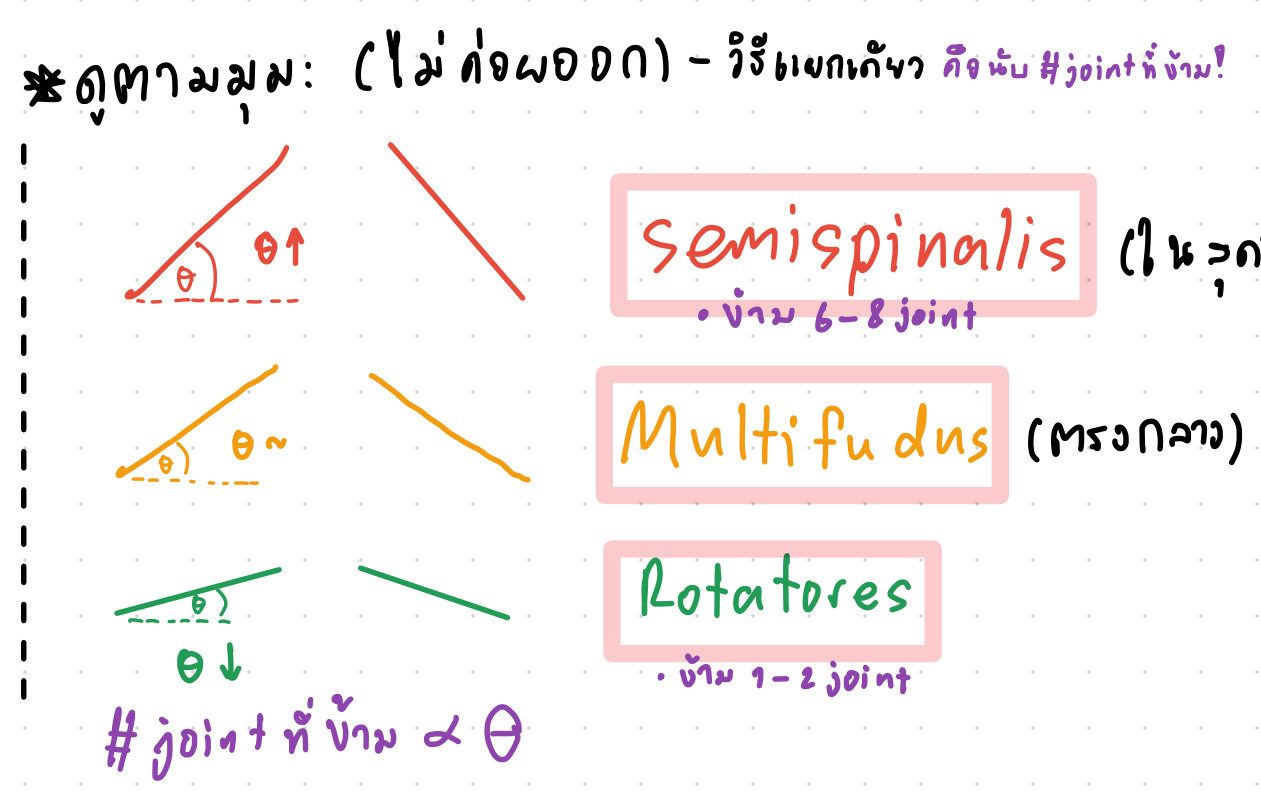 *ดูตามมุม: (ไม่ค่อยผออก) - วิธีแยกเดียว คือนับ #joint ที่ข้าม!
θ θ↑
Semispinalis
• ข้าม 6-8 joint
θ θ~
Multifudus (ตรงกลาง)
θ
Rotatores
θ↓
• ข้าม 1-2 joint
#joint ที่ข้าม ∝ θ